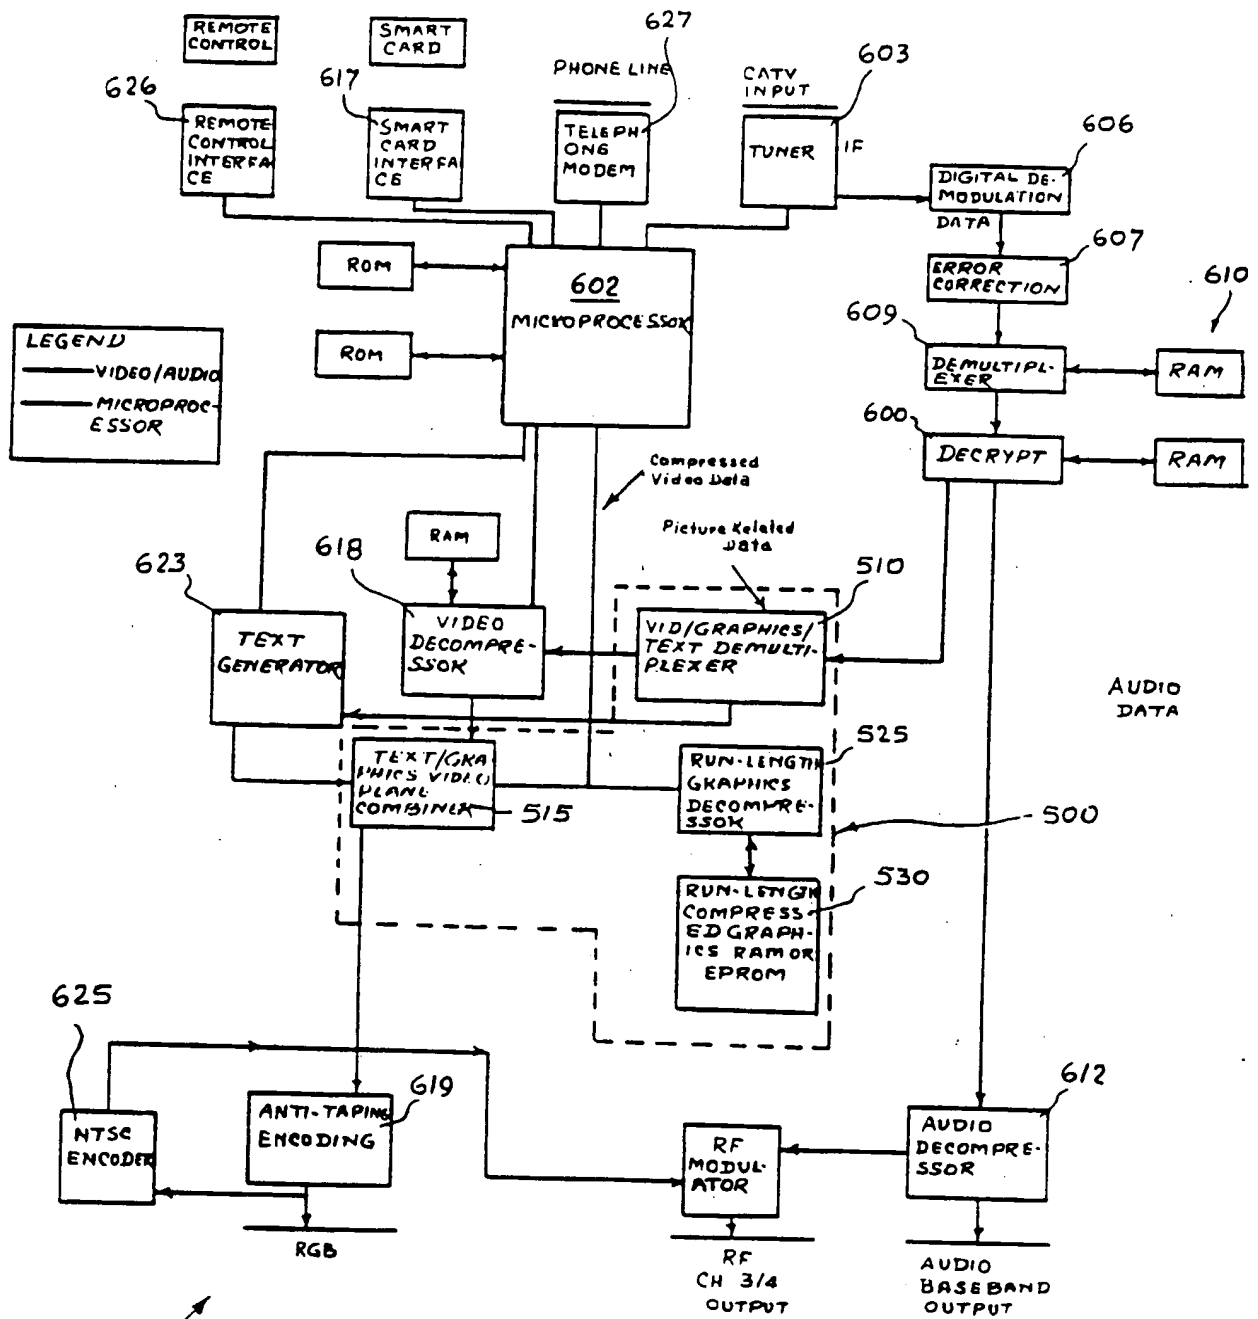 REMOTE
CONTROL
SMART
CARD
627
603
PHONE LINE
CATV
INPUT
626
617
606
REMOTE
CONTROL
INTERFA
CE
SMART
CARD
INTERFA
CE
TELEPH
ONE
MODEM
TUNER
IF
DIGITAL DE-
MODULATION
DATA
607
ERROR
CORRECTION
610
ROM
602
MICROPROCESSOR
609
DEMULTIPL-
EXER
RAM
ROM
LEGEND
VIDEO/AUDIO
MICROPROC-
ESSOR
600
DECRYPT
RAM
Compressed
Video Data
Picture Related
Data
RAM
618
623
510
VIDEO
DECOMPRE-
SSOR
VID/GRAPHICS/
TEXT DEMULTI-
PLEXER
TEXT
GENERATOR
AUDIO
DATA
525
TEXT/GRA
PHICS VIDEO
PLANE
COMBINER
515
RUN-LENGTH
GRAPHICS
DECOMPRE-
SSOR
500
530
RUN-LENGTH
COMPRESS
ED GRAPH-
ICS RAM OR
EPROM
625
619
612
NTSC
ENCODER
ANTI-TAPING
ENCODING
RF
MODUL-
ATOR
AUDIO
DECOMPRE-
SSOR
RGB
RF
CH 3/4
OUTPUT
AUDIO
BASEBAND
OUTPUT